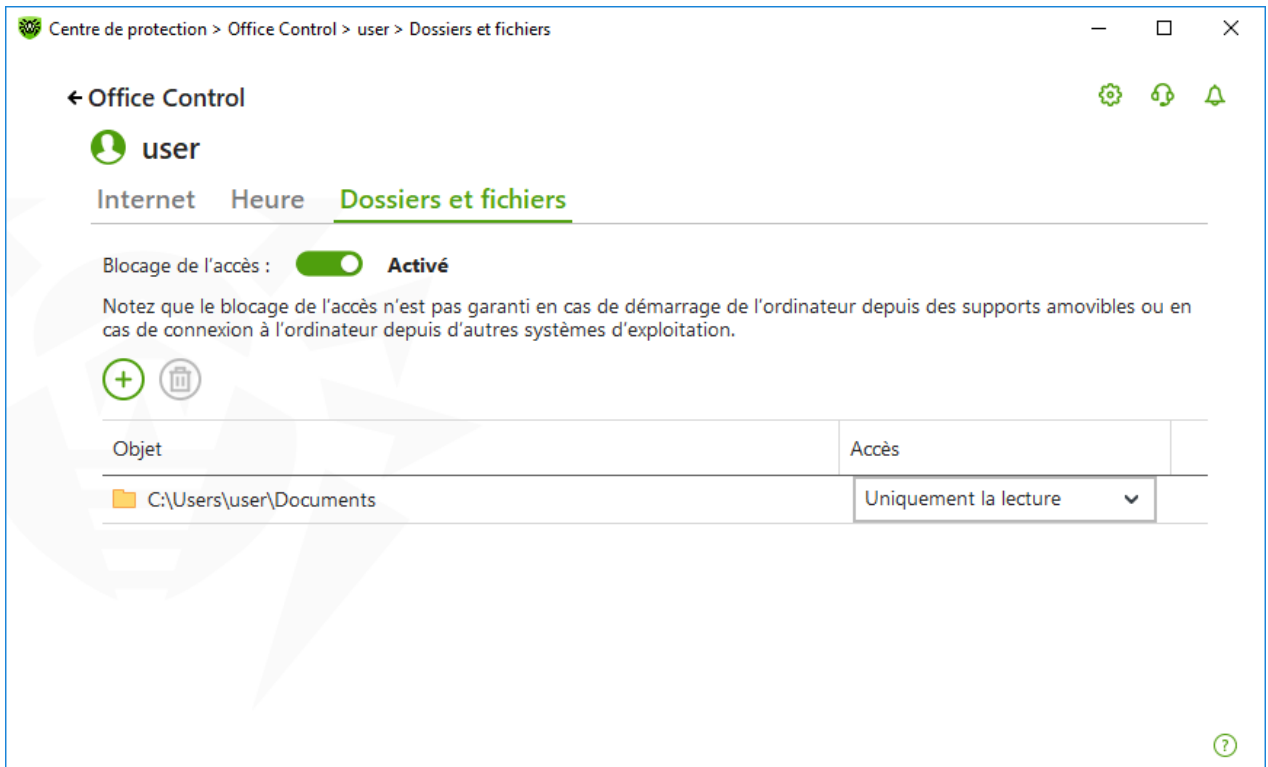 Centre de protection > Office Control > user > Dossiers et fichiers
Office Control
user
Internet Heure Dossiers et fichiers
Blocage de l’accès : Activé
Notez que le blocage de l’accès n’est pas garanti en cas de démarrage de l’ordinateur depuis des supports amovibles ou en
cas de connexion à l’ordinateur depuis d’autres systèmes d’exploitation.
Objet Accès
C:\Users\user\Documents Uniquement la lecture